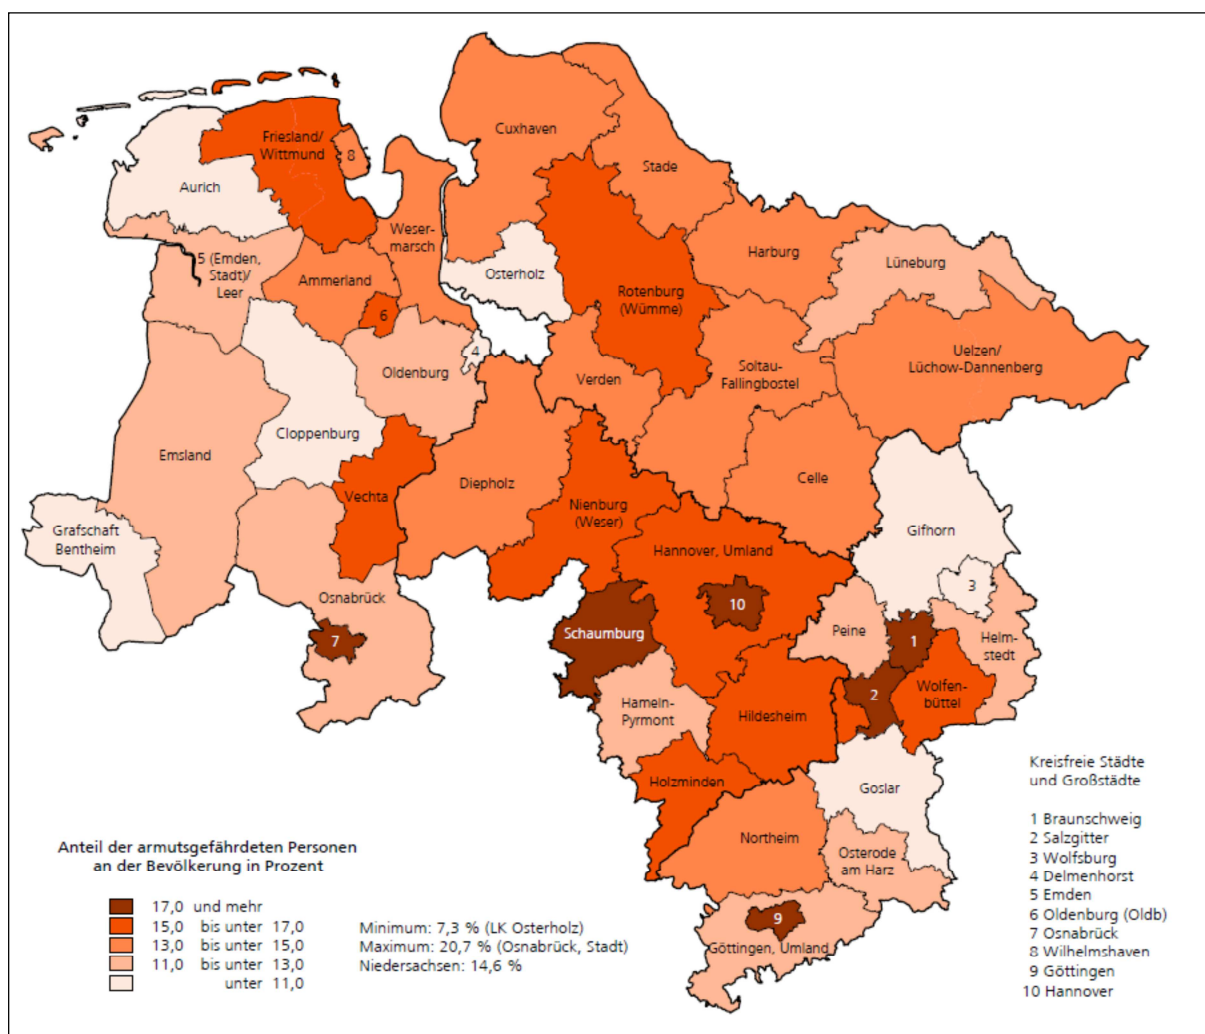 Cuxhaven
Friesland/
Wittmund
8
Stade
Aurich
Weser-
marsch
Harburg
Lüneburg
5 (Emden,
Stadt)/
Leer
Ammerland
Osterholz
Rotenburg
(Wümme)
6
4
Oldenburg
Verden
Soltau-
Fallingbostel
Uelzen/
Lüchow-Dannenberg
Cloppenburg
Emsland
Vechta
Diepholz
Celle
Nienburg
(Weser)
Grafschaft
Bentheim
Gifhorn
Hannover, Umland
3
Osnabrück
10
7
Schaumburg
Peine
1
Helm-
stedt
2
Wolfen-
büttel
Hameln-
Pyrmont
Hildesheim
Holzminden
Goslar
Northeim
Osterode
am Harz
9
Göttingen, Umland
Anteil der armutsgefährdeten Personen
an der Bevölkerung in Prozent
17,0 und mehr
15,0 bis unter 17,0
13,0 bis unter 15,0
11,0 bis unter 13,0
unter 11,0
Minimum: 7,3 % (LK Osterholz)
Maximum: 20,7 % (Osnabrück, Stadt)
Niedersachsen: 14,6 %
Kreisfreie Städte
und Großstädte
1 Braunschweig
2 Salzgitter
3 Wolfsburg
4 Delmenhorst
5 Emden
6 Oldenburg (Oldb)
7 Osnabrück
8 Wilhelmshaven
9 Göttingen
10 Hannover